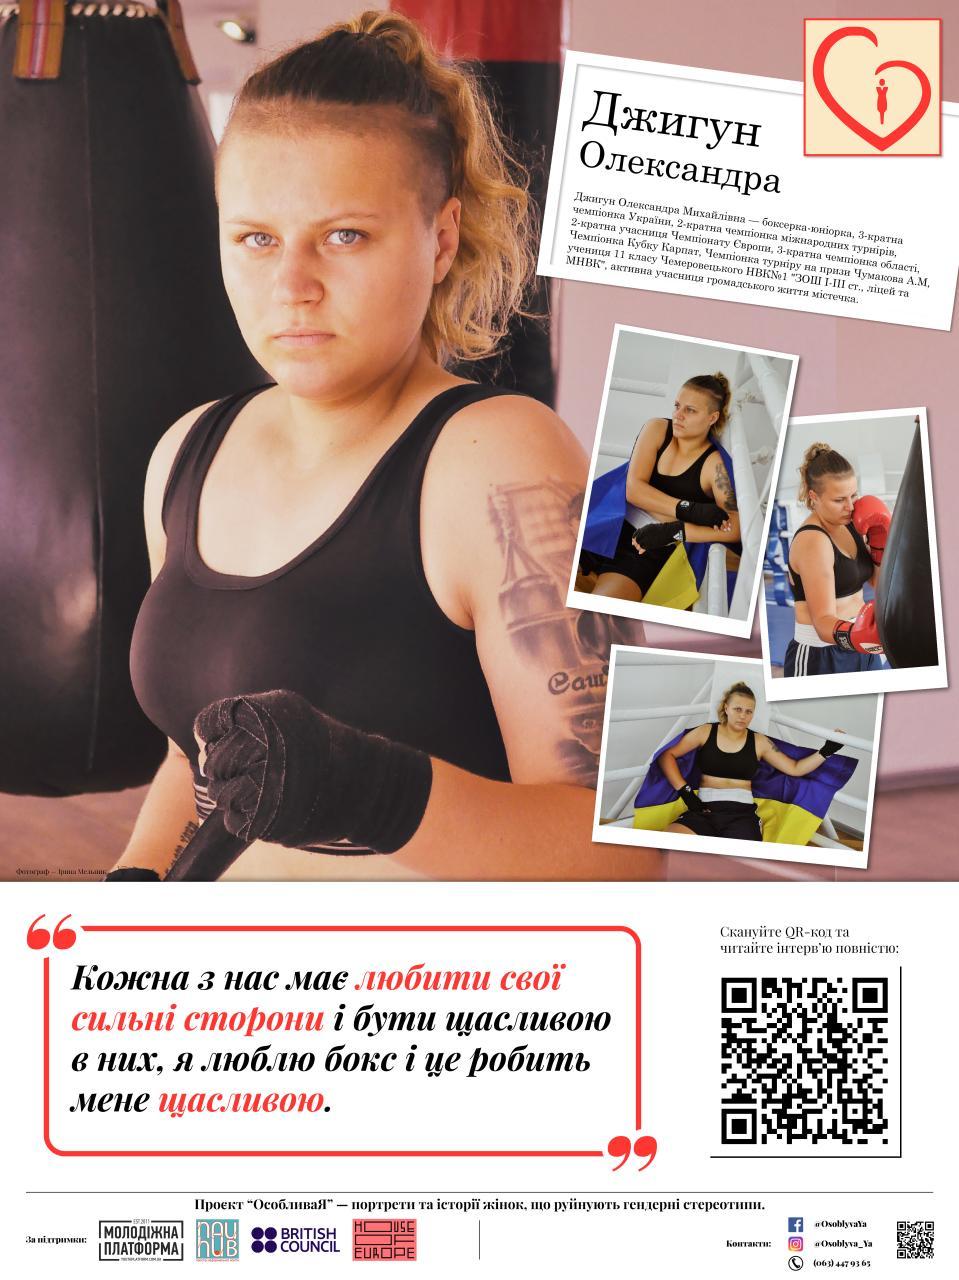 Джигун
Олександра
Джигун Олександра Михайлівна — боксерка-юніорка, 3-кратна
чемпіонка України, 2-кратна чемпіонка міжнародних турнірів,
2-кратна учасниця Чемпіонату Європи, 3-кратна чемпіонка області,
Чемпіонка Кубку Карпат, Чемпіонка турніру на призи Чумакова А.М,
учениця 11 класу Чемеровецького НВК№1 "ЗОШ І-ІІІ ст., ліцей та
МНВК", активна учасниця громадського життя містечка.
Саш
Фотограф — Ірина Мельник
Кожна з нас має любити свої
сильні сторони і бути щасливою
в них, я люблю бокс і це робить
мене щасливою.
Скануйте QR-код та
читайте інтерв’ю повністю:
Проєкт “ОсобливаЯ” — портрети та історії жінок, що руйнують гендерні стереотипи.
За підтримки:
EST.2011
МОЛОДІЖНА
ПЛАТФОРМА
NAU
HUB
BRITISH
COUNCIL
HOUSE
OF
EUROPE
Контакти:
@OsoblyvaYa
@Osoblyva_Ya
(063) 447 93 65